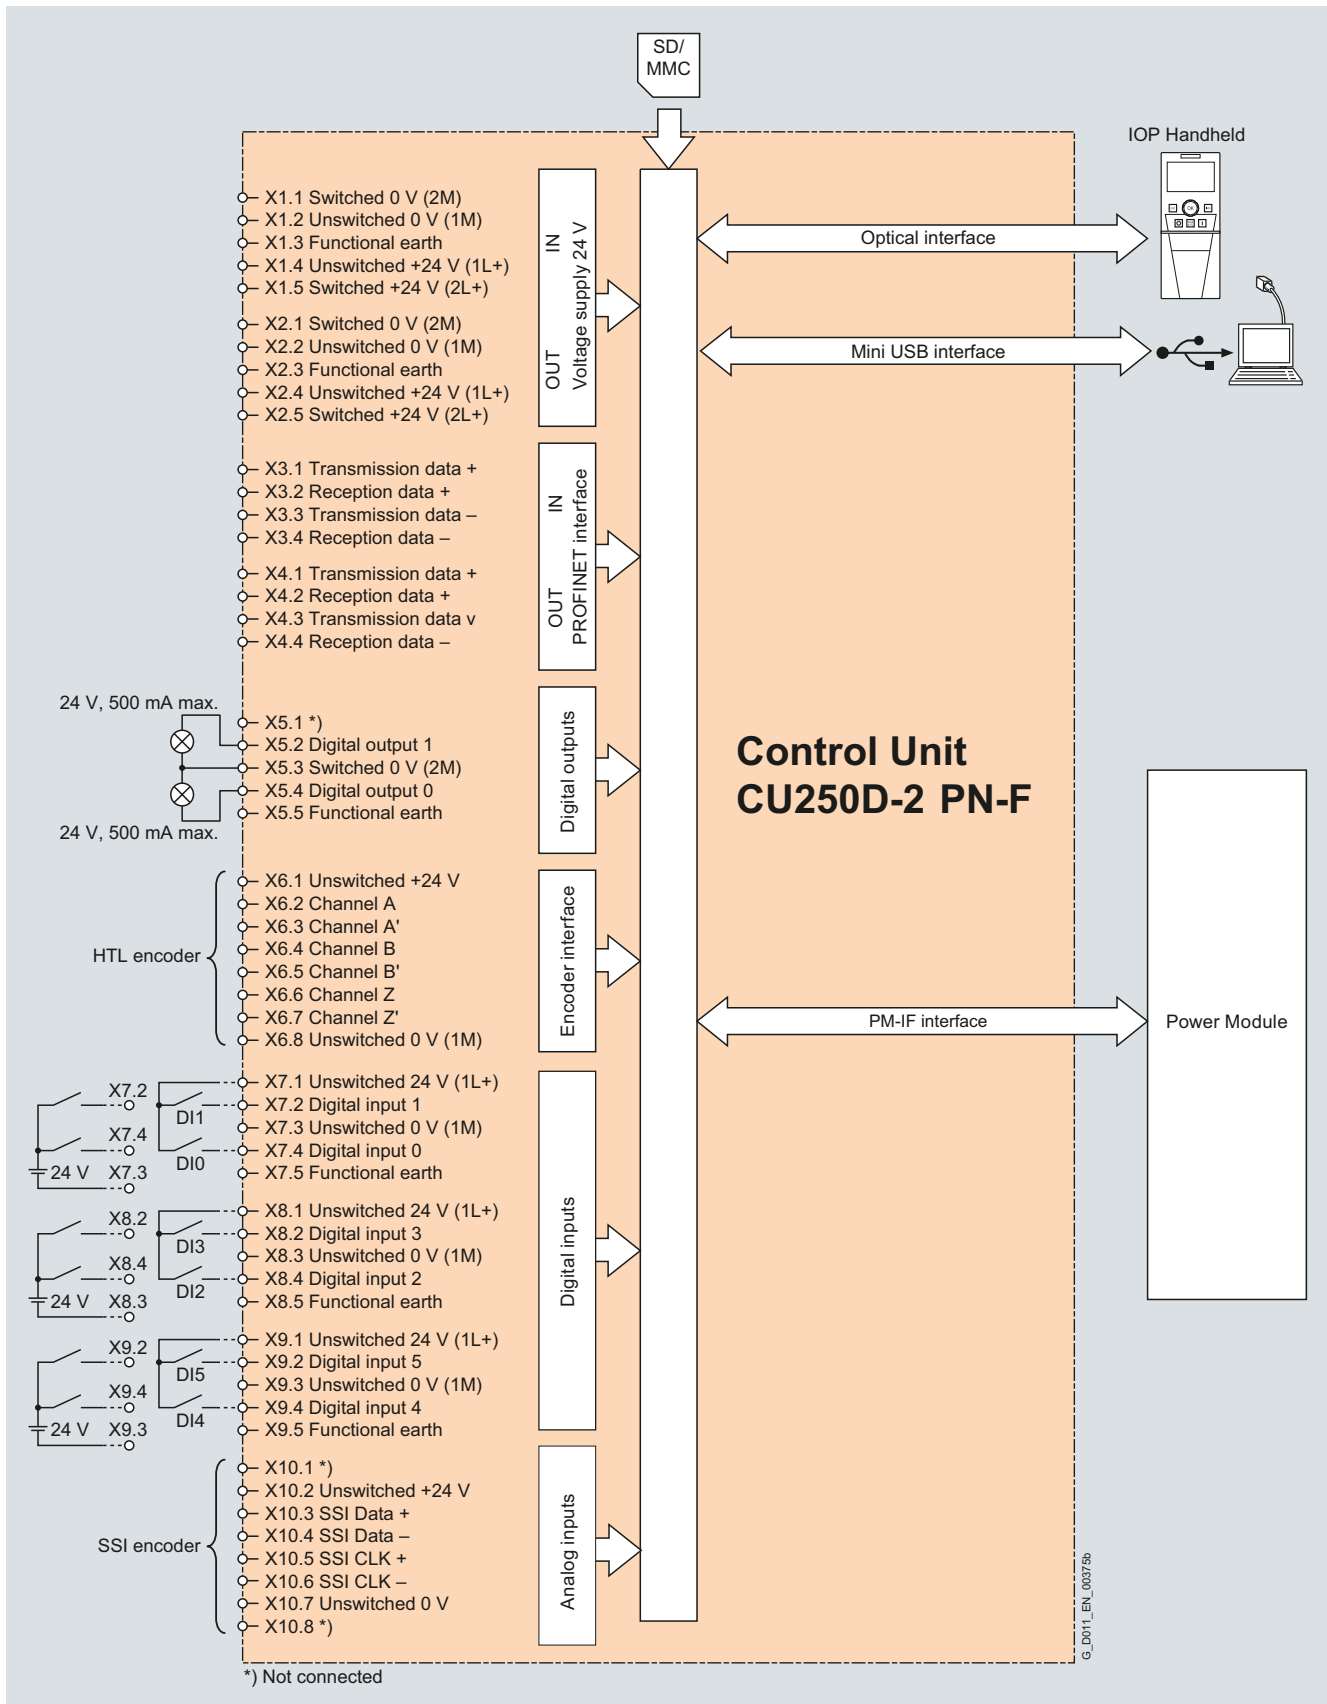 SD/
MMC
IOP Handheld
X1.1 Switched 0 V (2M)
X1.2 Unswitched 0 V (1M)
X1.3 Functional earth
X1.4 Unswitched +24 V (1L+)
X1.5 Switched +24 V (2L+)
X2.1 Switched 0 V (2M)
X2.2 Unswitched 0 V (1M)
X2.3 Functional earth
X2.4 Unswitched +24 V (1L+)
X2.5 Switched +24 V (2L+)
OUT IN
Voltage supply 24 V
Optical interface
Mini USB interface
X3.1 Transmission data +
X3.2 Reception data +
X3.3 Transmission data –
X3.4 Reception data –
X4.1 Transmission data +
X4.2 Reception data +
X4.3 Transmission data v
X4.4 Reception data –
OUT IN
PROFINET interface
24 V, 500 mA max.
X5.1 *)
X5.2 Digital output 1
X5.3 Switched 0 V (2M)
X5.4 Digital output 0
X5.5 Functional earth
24 V, 500 mA max.
Digital outputs
Control Unit
CU250D-2 PN-F
HTL encoder
X6.1 Unswitched +24 V
X6.2 Channel A
X6.3 Channel A'
X6.4 Channel B
X6.5 Channel B'
X6.6 Channel Z
X6.7 Channel Z'
X6.8 Unswitched 0 V (1M)
Encoder interface
PM-IF interface
Power Module
X7.2
X7.4
24 V X7.3
DI1
DI0
X7.1 Unswitched 24 V (1L+)
X7.2 Digital input 1
X7.3 Unswitched 0 V (1M)
X7.4 Digital input 0
X7.5 Functional earth
X8.2
X8.4
24 V X8.3
DI3
DI2
X8.1 Unswitched 24 V (1L+)
X8.2 Digital input 3
X8.3 Unswitched 0 V (1M)
X8.4 Digital input 2
X8.5 Functional earth
X9.2
X9.4
24 V X9.3
DI5
DI4
X9.1 Unswitched 24 V (1L+)
X9.2 Digital input 5
X9.3 Unswitched 0 V (1M)
X9.4 Digital input 4
X9.5 Functional earth
Digital inputs
SSI encoder
X10.1 *)
X10.2 Unswitched +24 V
X10.3 SSI Data +
X10.4 SSI Data –
X10.5 SSI CLK +
X10.6 SSI CLK –
X10.7 Unswitched 0 V
X10.8 *)
Analog inputs
G_D011_EN_00375b
*) Not connected